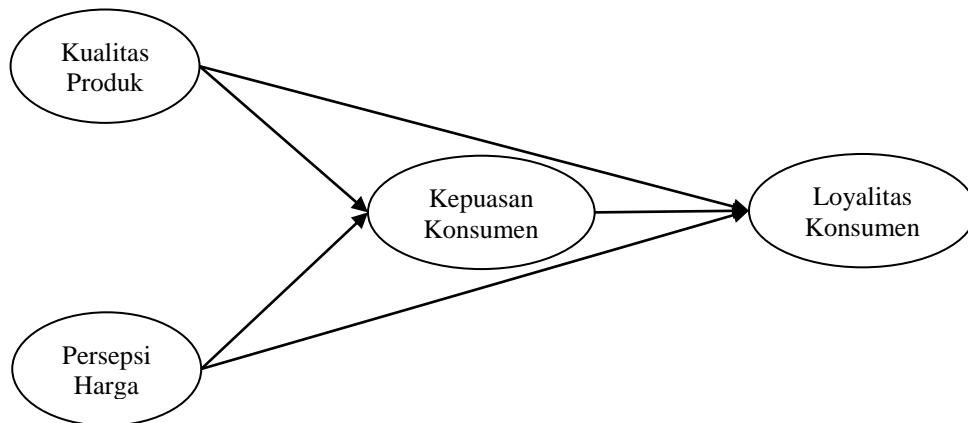 Kualitas
Produk
Kepuasan
Konsumen
Loyalitas
Konsumen
Persepsi
Harga